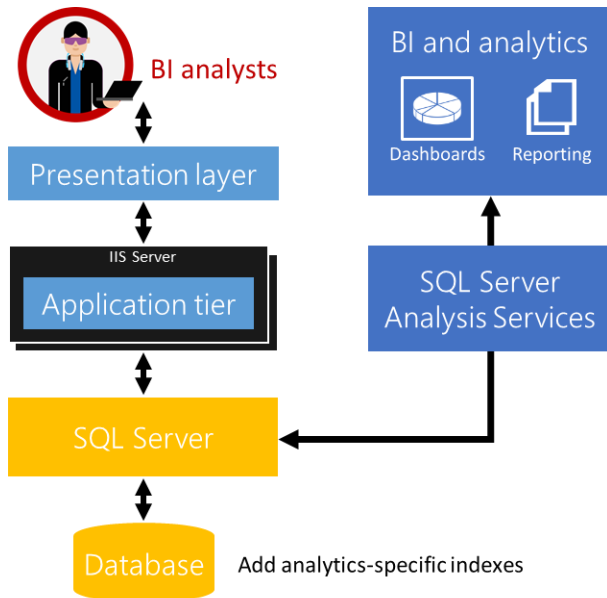 BI analysts
Presentation layer
IIS Server
Application tier
SQL Server
Database
Add analytics-specific indexes
BI and analytics
Dashboards
Reporting
SQL Server
Analysis Services